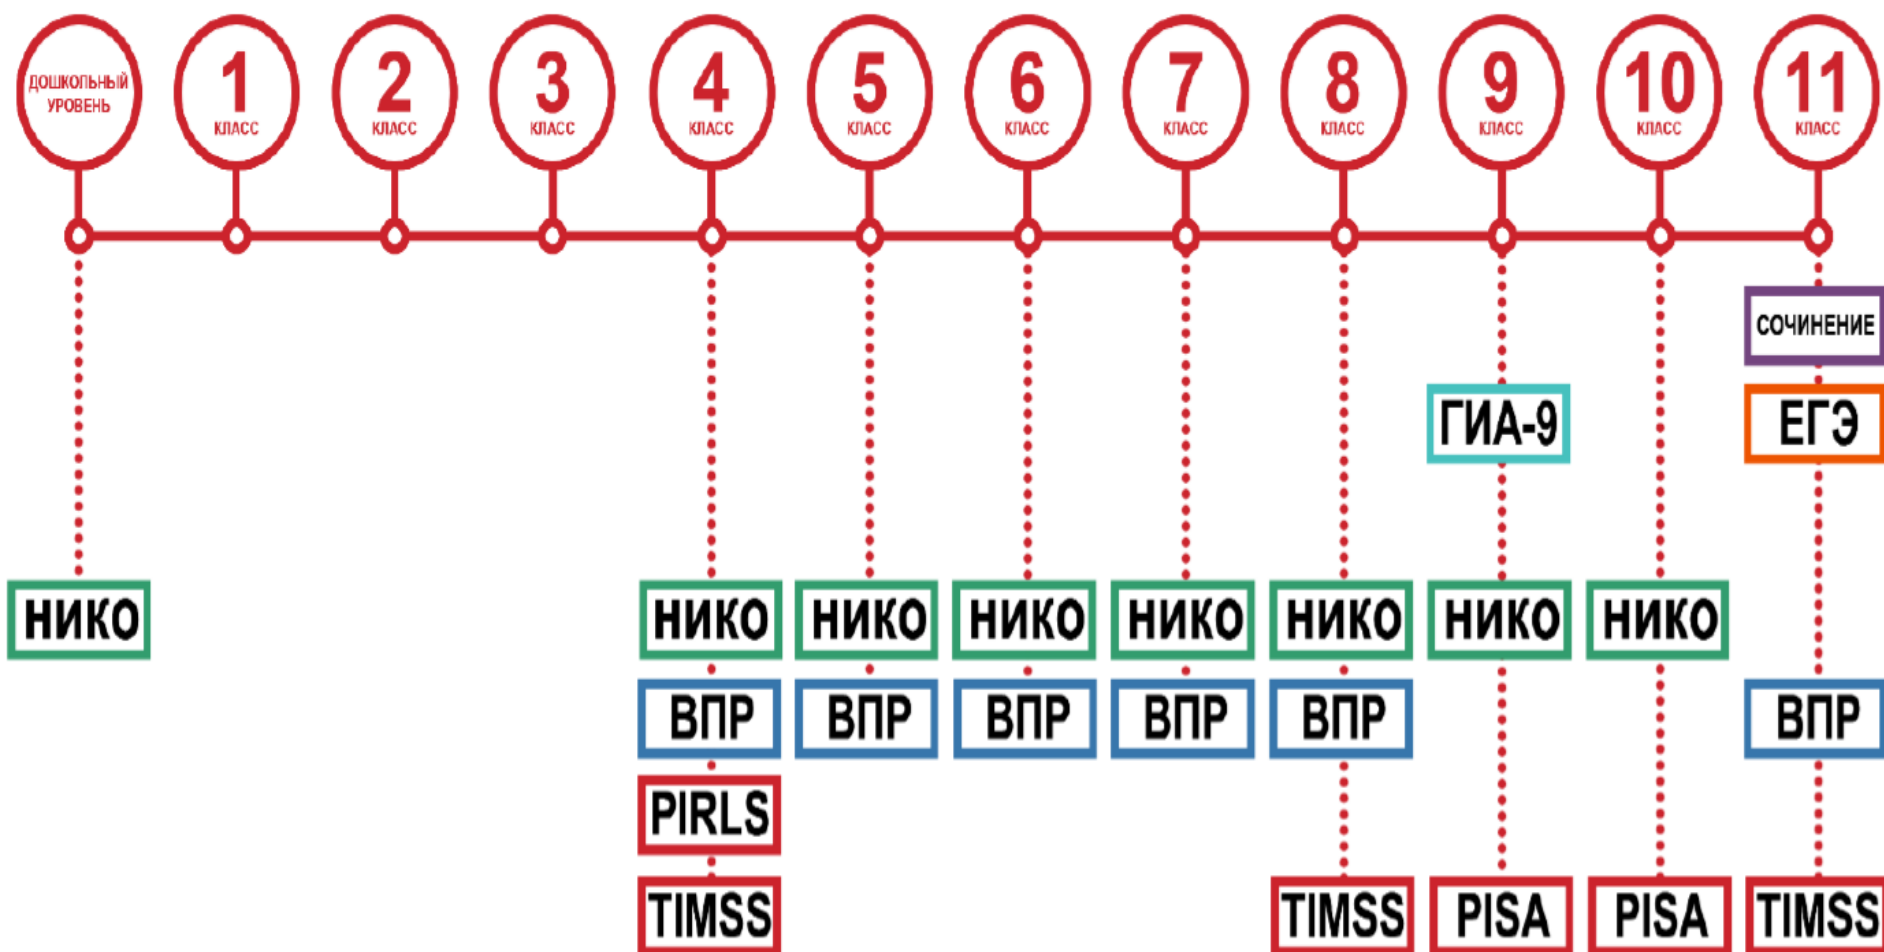 ДОШКОЛЬНЫЙ
УРОВЕНЬ
1
КЛАСС
2
КЛАСС
3
КЛАСС
4
КЛАСС
5
КЛАСС
6
КЛАСС
7
КЛАСС
8
КЛАСС
9
КЛАСС
10
КЛАСС
11
КЛАСС
СОЧИНЕНИЕ
ГИА-9
ЕГЭ
НИКО
НИКО
НИКО
НИКО
НИКО
НИКО
НИКО
НИКО
ВПР
ВПР
ВПР
ВПР
ВПР
ВПР
PIRLS
TIMSS
TIMSS
PISA
PISA
TIMSS